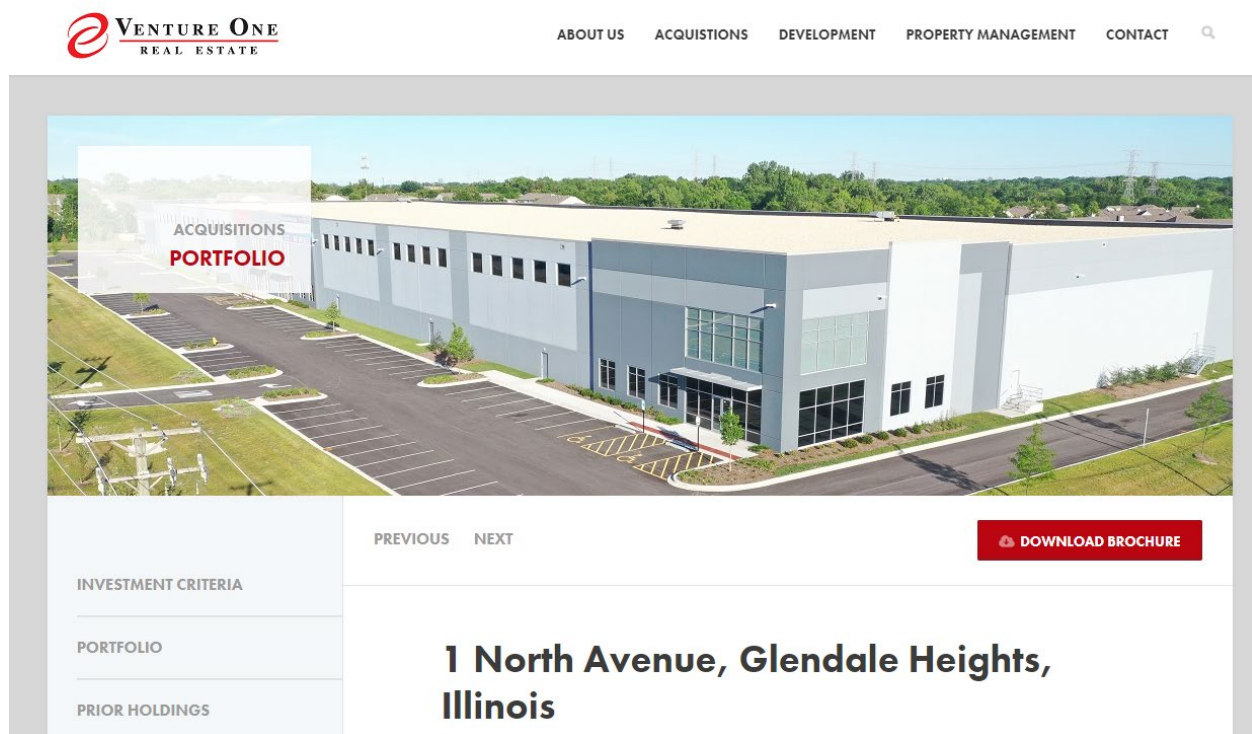 VENTURE ONE
REAL ESTATE
ABOUT US ACQUISTIONS DEVELOPMENT PROPERTY MANAGEMENT CONTACT
ACQUISITIONS
PORTFOLIO
PREVIOUS NEXT
DOWNLOAD BROCHURE
INVESTMENT CRITERIA
PORTFOLIO
PRIOR HOLDINGS
1 North Avenue, Glendale Heights,
Illinois